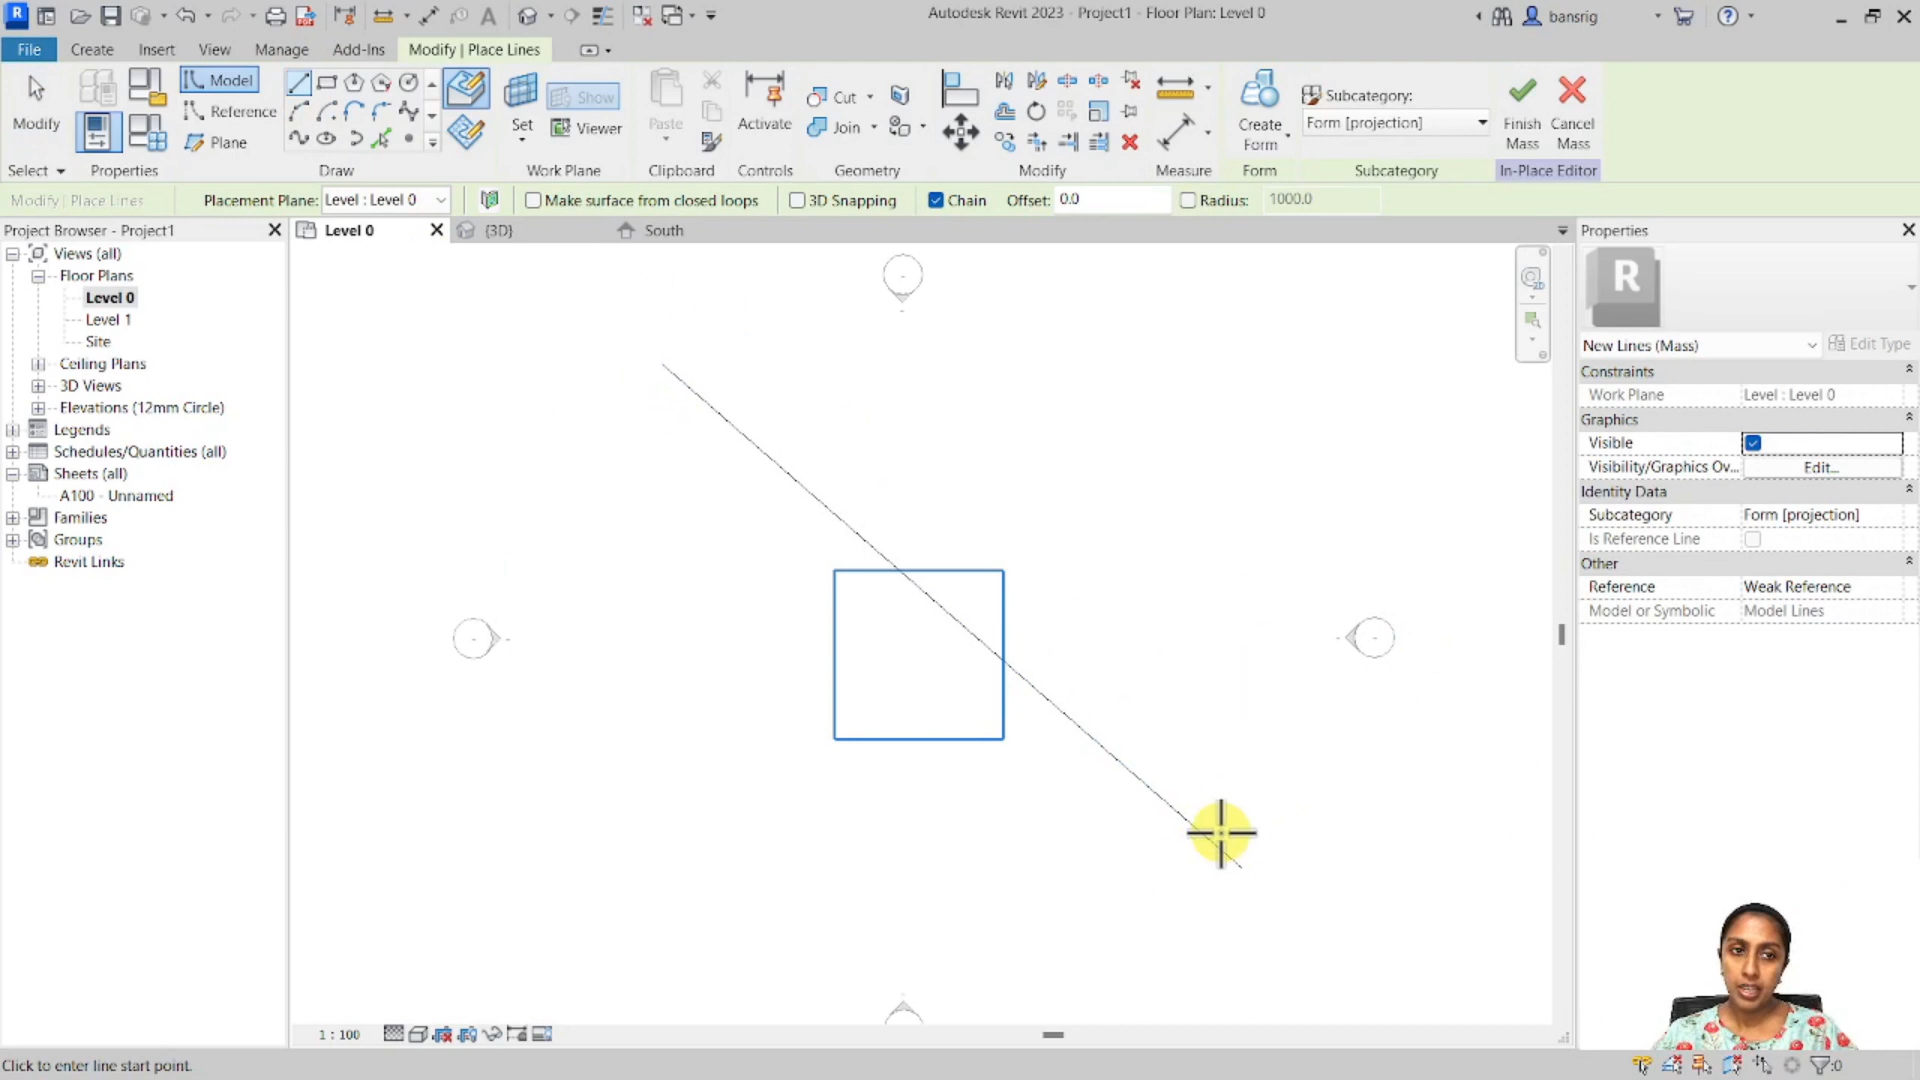 Autodesk Revit 2023 - Project1 - Floor Plan: Level 0
bansrig
File
Create
Insert
View
Manage
Add-Ins
Modify | Place Lines
Modify
Model
Reference
Plane
Set
Show
Viewer
Paste
Activate
Cut
Join
Create
Form
Subcategory:
Form [projection]
Finish
Mass
Cancel
Mass
Select
Properties
Draw
Work Plane
Clipboard
Controls
Geometry
Modify
Measure
Form
Subcategory
In-Place Editor
Modify | Place Lines
Placement Plane: Level : Level 0
Make surface from closed loops
3D Snapping
Chain
Offset: 0.0
Radius: 1000.0
Project Browser - Project1
Views (all)
Floor Plans
Level 0
Level 1
Site
Ceiling Plans
3D Views
Elevations (12mm Circle)
Legends
Schedules/Quantities (all)
Sheets (all)
A100 - Unnamed
Families
Groups
Revit Links
Level 0
{3D}
South
Properties
R
New Lines (Mass)
Edit Type
Constraints
Work Plane Level : Level 0
Graphics
Visible
Visibility/Graphics Ov... Edit...
Identity Data
Subcategory Form [projection]
Is Reference Line
Other
Reference Weak Reference
Model or Symbolic Model Lines
1 : 100
Click to enter line start point.
:0